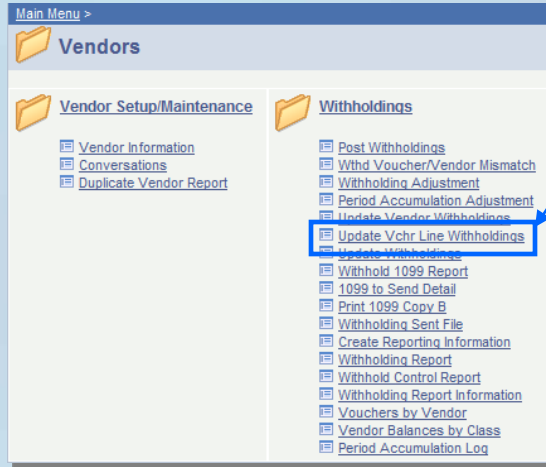 Main Menu >
Vendors
Vendor Setup/Maintenance
Vendor Information
Conversations
Duplicate Vendor Report
Withholdings
Post Withholdings
Wthd Voucher/Vendor Mismatch
Withholding Adjustment
Period Accumulation Adjustment
Update Vendor Withholdings
Update Vchr Line Withholdings
Update Withholdings
Withhold 1099 Report
1099 to Send Detail
Print 1099 Copy B
Withholding Sent File
Create Reporting Information
Withholding Report
Withhold Control Report
Withholding Report Information
Vouchers by Vendor
Vendor Balances by Class
Period Accumulation Log